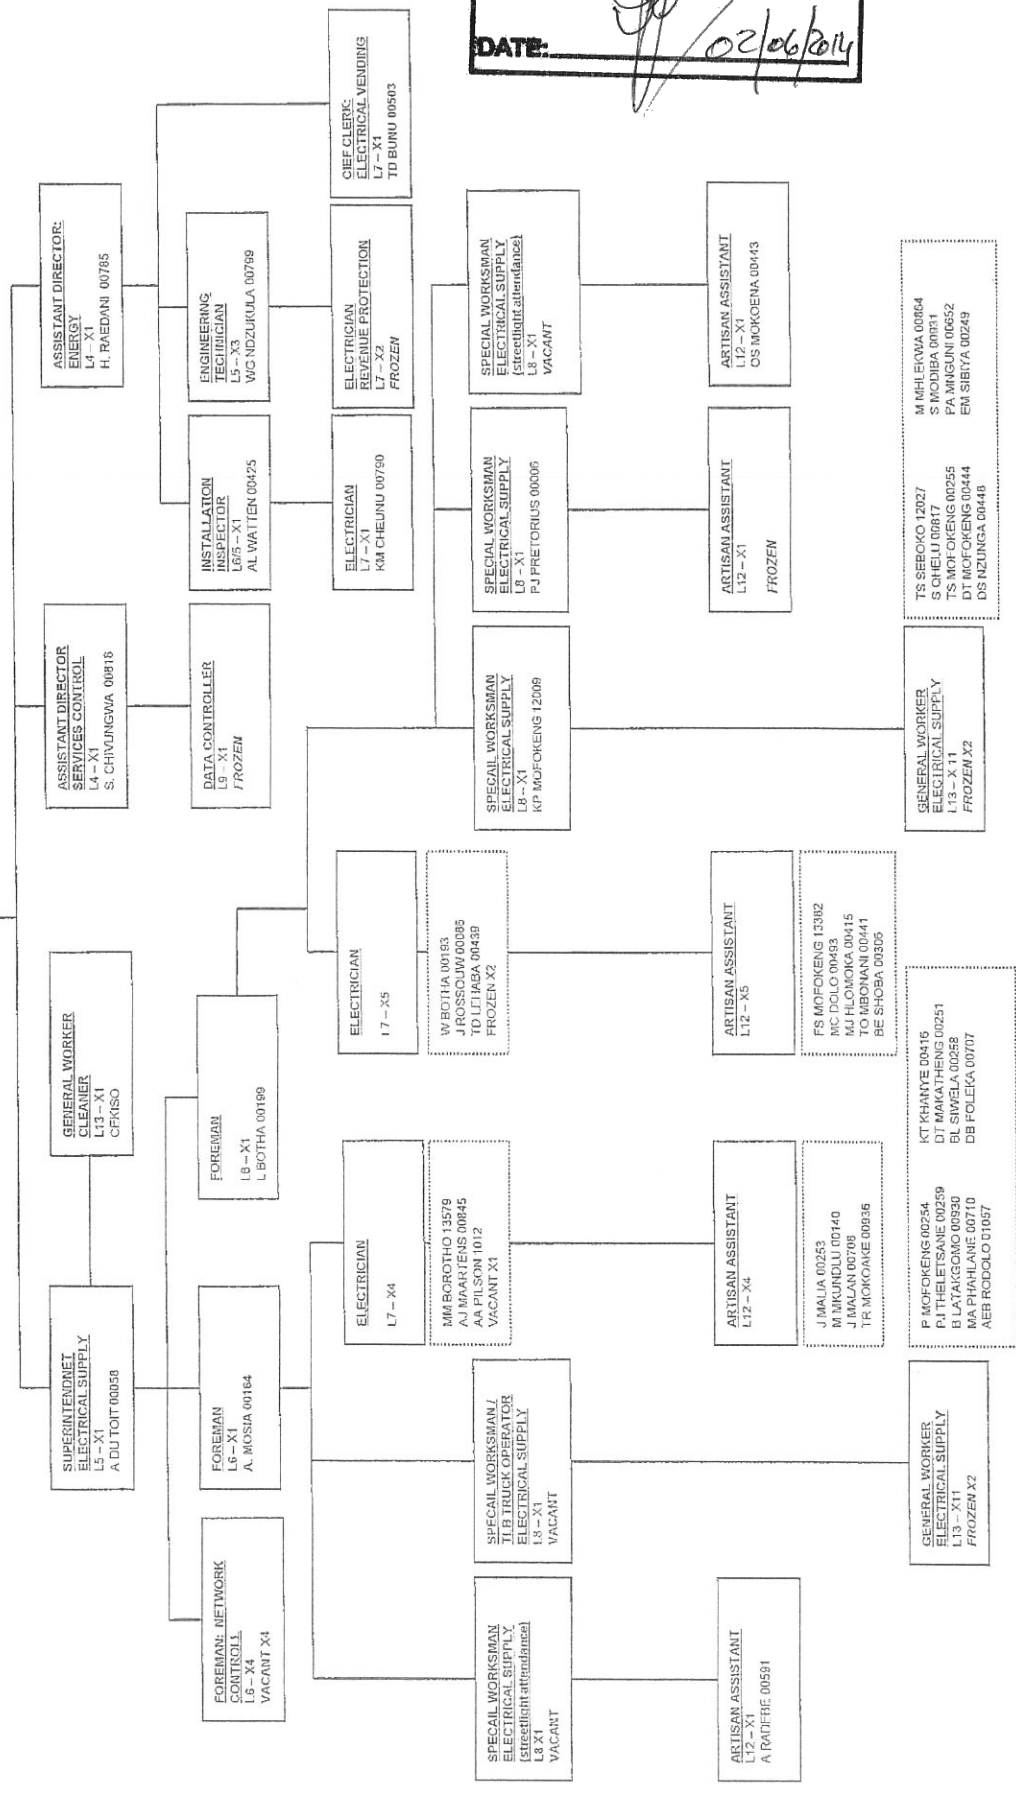 DATE: 02/06/2014
SUPERINTENDNET
ELECTRICAL SUPPLY
L5 – X1
A DU TOIT 00058
GENERAL WORKER
CLEANER
L13 – X1
CEKISO
ASSISTANT DIRECTOR
SERVICES CONTROL
L4 – X1
S. CHIVUNGWA 00818
ASSISTANT DIRECTOR:
ENERGY
L4 – X1
H. RAEDANI 00785
FOREMAN: NETWORK
CONTROLL
L6 – X4
VACANT X4
FOREMAN
L6 – X1
A. MOSIA 00164
FOREMAN
L6 – X1
L BOTHA 00199
DATA CONTROLLER
L9 – X1
FROZEN
INSTALLATION
INSPECTOR
L6/5 – X1
AL WATTEN 00425
ENGINEERING
TECHNICIAN
L5 – X3
WG NDZUKULA 00799
CIEF CLERK:
ELECTRICAL VENDING
L7 – X1
TD BUNU 00503
ELECTRICIAN
L7 – X4
MM BOROTHO 13579
AJ MAARTENS 00845
AA PILSON 1012
VACANT X1
ELECTRICIAN
L7 – X5
W BOTHA 00193
J ROSSOUW 00085
TD LEHABA 00439
FROZEN X2
ELECTRICIAN
L7 – X1
KM CHEUNU 00790
ELECTRICIAN
REVENUE PROTECTION
L7 – X2
FROZEN
SPECAIL WORKSMAN
ELECTRICAL SUPPLY
(streetlight attendance)
L8 X1
VACANT
SPECAIL WORKSMAN /
TLB TRUCK OPERATOR
ELECTRICAL SUPPLY
L8 – X1
VACANT
SPECAIL WORKSMAN
ELECTRICAL SUPPLY
L8 – X1
KP MOFOKENG 12009
SPECIAL WORKSMAN
ELECTRICAL SUPPLY
L8 – X1
PJ PRETORIUS 00006
SPECIAL WORKSMAN
ELECTRICAL SUPPLY
(streetlight attendance)
L8 – X1
VACANT
ARTISAN ASSISTANT
L12 – X1
A RADEBE 00591
ARTISAN ASSISTANT
L12 – X4
J MALIA 00253
M MKUNDLU 00140
J MALAN 00708
TR MOKOAKE 00936
ARTISAN ASSISTANT
L12 – X5
FS MOFOKENG 13382
MC DOLO 00493
MJ HLOMOKA 00415
TO MBONANI 00441
BE SHOBA 00306
ARTISAN ASSISTANT
L12 – X1
FROZEN
ARTISAN ASSISTANT
L12 – X1
OS MOKOENA 00443
GENERAL WORKER
ELECTRICAL SUPPLY
L13 – X11
FROZEN X2
P MOFOKENG 00254
PJ THELETSANE 00259
B LATAKGOMO 00930
MA PHAHLANE 00710
AEB RODOLO 01057
KT KHANYE 00416
DT MAKATHENG 00251
BL SIWELA 00258
DB FOLEKA 00707
GENERAL WORKER
ELECTRICAL SUPPLY
L13 – X 11
FROZEN X2
TS SEBOKO 12027
S QHELU 00817
TS MOFOKENG 00255
DT MOFOKENG 00444
DS NZUNGA 00448
M MHLEKWA 00864
S MODIBA 00931
PA MNGUNI 00652
EM SIBIYA 00249